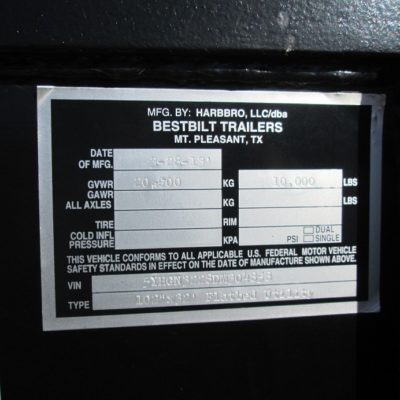 MFG. BY: HARBBRO, LLC/dba
BESTBILT TRAILERS
MT. PLEASANT, TX
DATE
OF MFG.
GVWR KG 10,000 LBS
GAWR
ALL AXLES KG LBS
TIRE RIM
COLD INFL
PRESSURE KPA PSI DUAL
SINGLE
THIS VEHICLE CONFORMS TO ALL APPLICABLE U.S. FEDERAL MOTOR VEHICLE
SAFETY STANDARDS IN EFFECT ON THE DATE OF MANUFACTURE SHOWN ABOVE.
VIN
TYPE Flatbed Utility